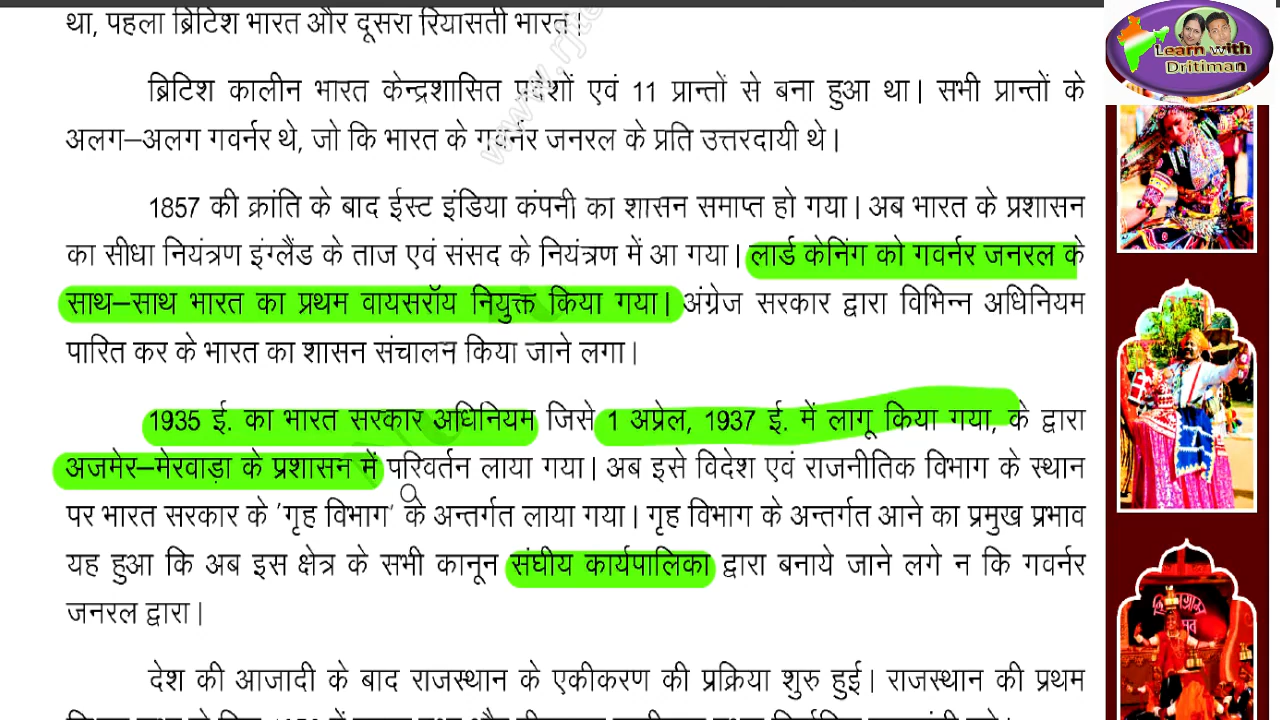 था, पहला ब्रिटिश भारत और दूसरा रियासती भारत।
ब्रिटिश कालीन भारत केन्द्रशासित प्रदेशों एवं 11 प्रान्तों से बना हुआ था। सभी प्रान्तों के
अलग–अलग गवर्नर थे, जो कि भारत के गवर्नर जनरल के प्रति उत्तरदायी थे।
1857 की क्रांति के बाद ईस्ट इंडिया कंपनी का शासन समाप्त हो गया। अब भारत के प्रशासन
का सीधा नियंत्रण इंग्लैंड के ताज एवं संसद के नियंत्रण में आ गया। लार्ड केनिंग को गवर्नर जनरल के
साथ–साथ भारत का प्रथम वायसरॉय नियुक्त किया गया। अंग्रेज सरकार द्वारा विभिन्न अधिनियम
पारित कर के भारत का शासन संचालन किया जाने लगा।
1935 ई. का भारत सरकार अधिनियम जिसे 1 अप्रेल, 1937 ई. में लागू किया गया, के द्वारा
अजमेर–मेरवाड़ा के प्रशासन में परिवर्तन लाया गया। अब इसे विदेश एवं राजनीतिक विभाग के स्थान
पर भारत सरकार के 'गृह विभाग' के अन्तर्गत लाया गया। गृह विभाग के अन्तर्गत आने का प्रमुख प्रभाव
यह हुआ कि अब इस क्षेत्र के सभी कानून संघीय कार्यपालिका द्वारा बनाये जाने लगे न कि गवर्नर
जनरल द्वारा।
देश की आजादी के बाद राजस्थान के एकीकरण की प्रक्रिया शुरु हुई। राजस्थान की प्रथम
Learn with
Dritiman